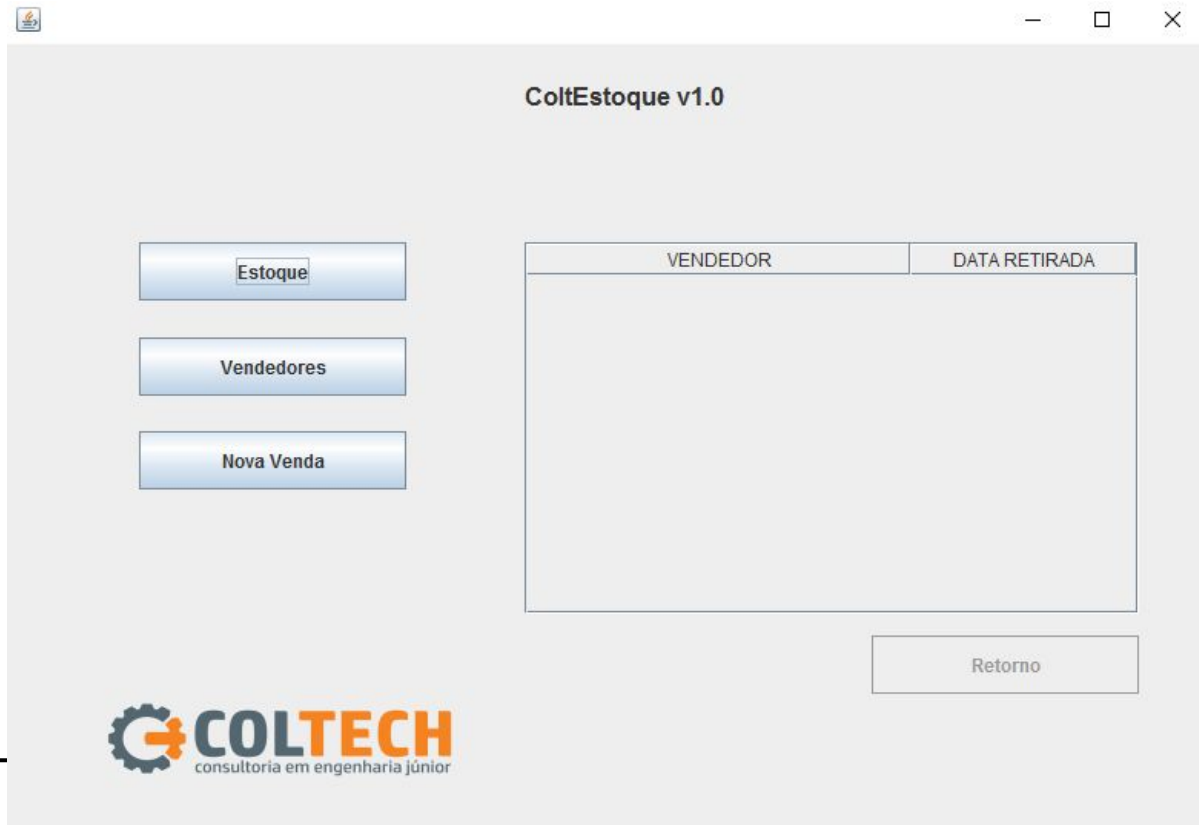 ColtEstoque v1.0
Estoque
Vendedores
Nova Venda
VENDEDOR DATA RETIRADA
Retorno
COLTECH
consultoria em engenharia júnior